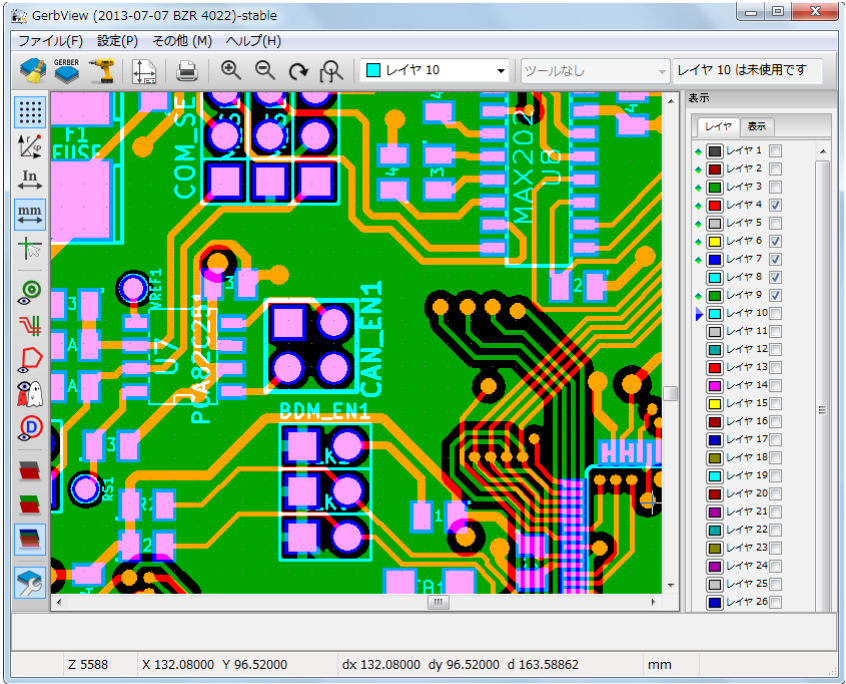 GerbView (2013-07-07 BZR 4022)-stable
ファイル(F) 設定(P) その他 (M) ヘルプ(H)
GERBER
レイヤ 10
ツールなし
レイヤ 10 は未使用です
表示
レイヤ 表示
In
mm
D
レイヤ 1
レイヤ 2
レイヤ 3
レイヤ 4
レイヤ 5
レイヤ 6
レイヤ 7
レイヤ 8
レイヤ 9
レイヤ 10
レイヤ 11
レイヤ 12
レイヤ 13
レイヤ 14
レイヤ 15
レイヤ 16
レイヤ 17
レイヤ 18
レイヤ 19
レイヤ 20
レイヤ 21
レイヤ 22
レイヤ 23
レイヤ 24
レイヤ 25
レイヤ 26
F1
FUSE
COM_SE
MAX202
U8
VREF1
U7
PCA82C251
CAN_EN1
BDM_EN1
RS1
Z 5588
X 132.08000 Y 96.52000
dx 132.08000 dy 96.52000 d 163.58862
mm